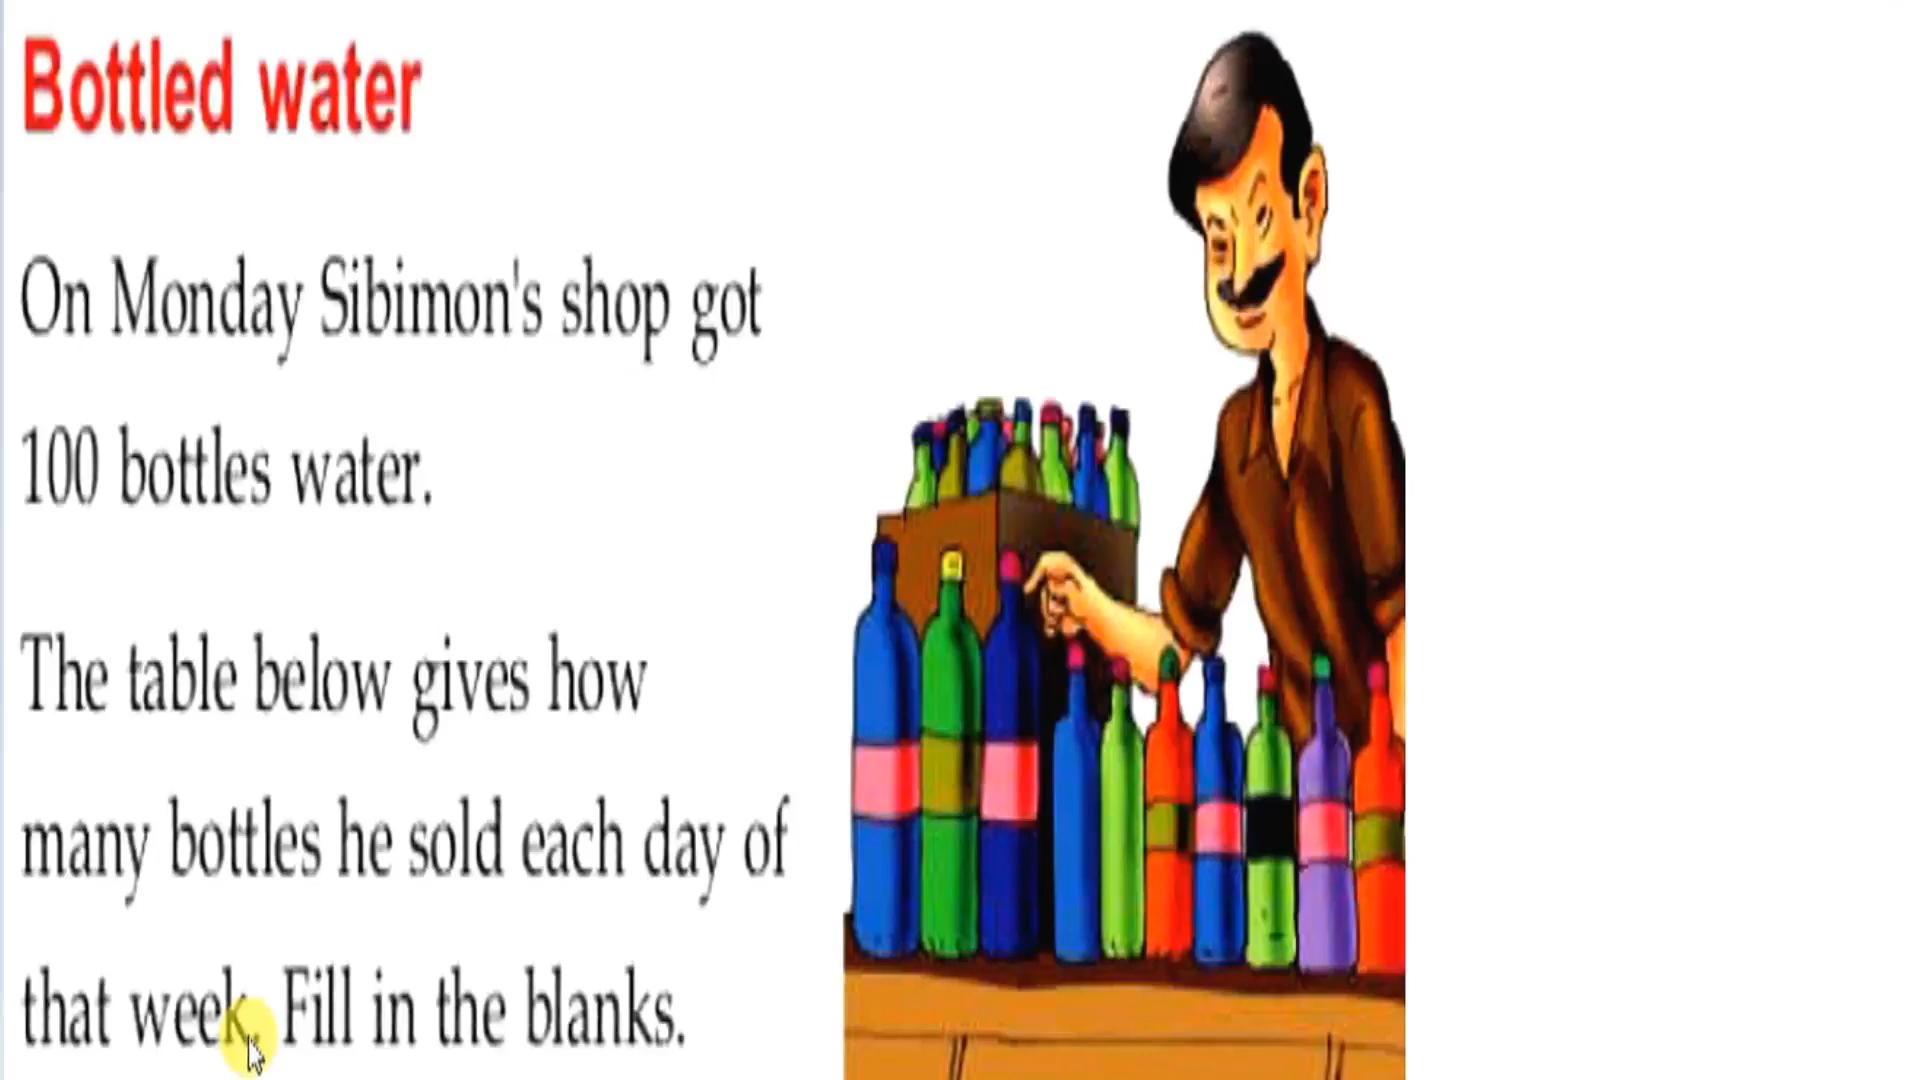 Bottled water
On Monday Sibimon's shop got
100 bottles water.
The table below gives how
many bottles he sold each day of
that week. Fill in the blanks.